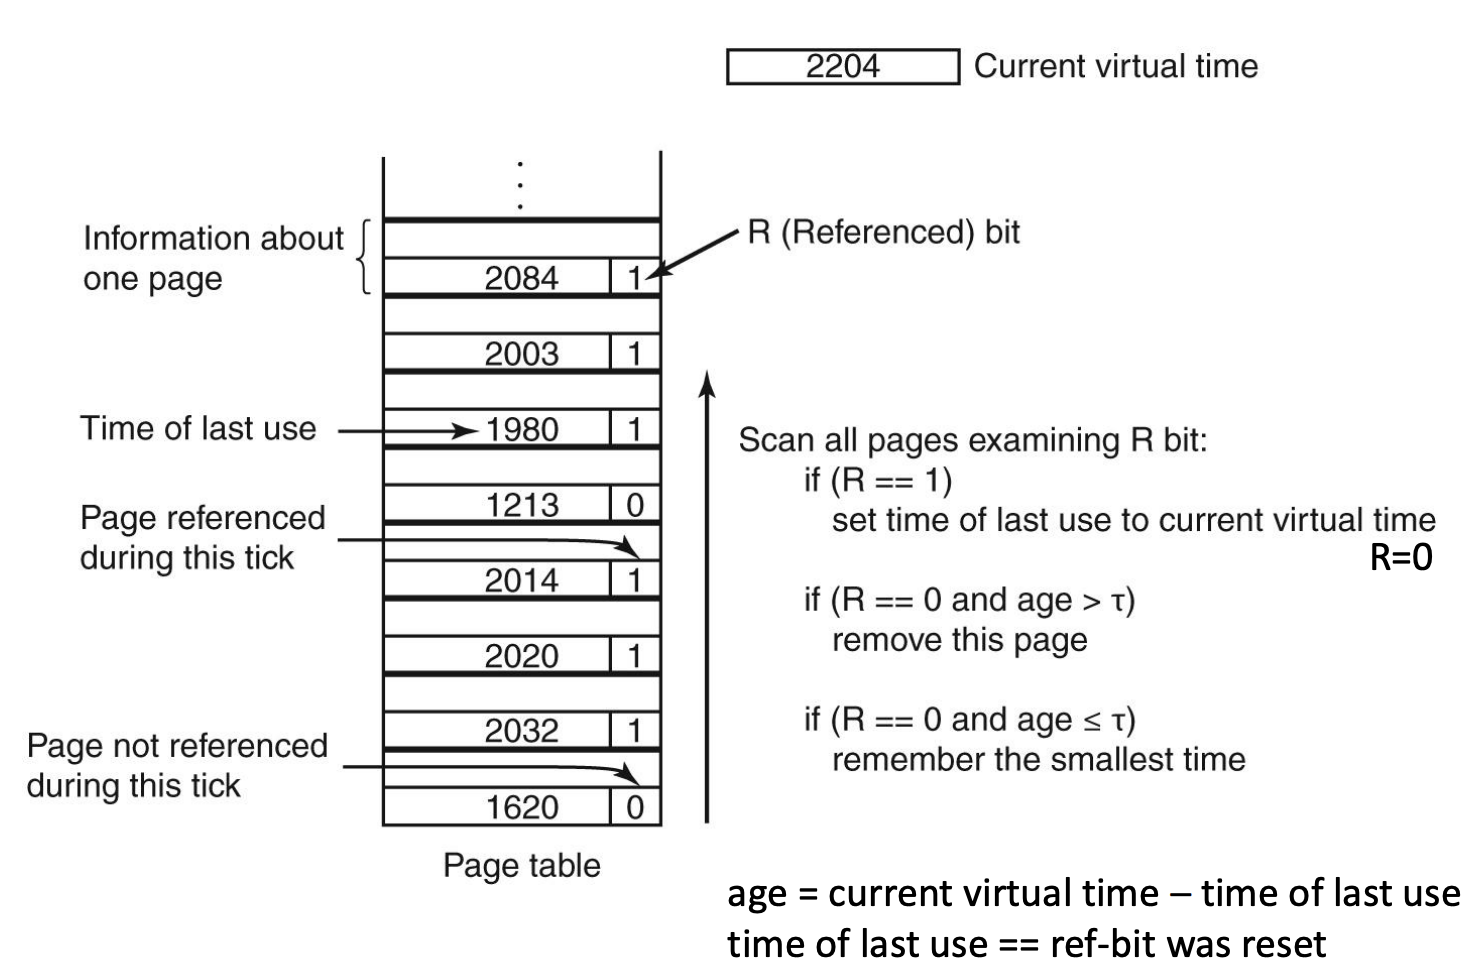 2204 Current virtual time
Information about
one page
R (Referenced) bit
2084 1
2003 1
Time of last use
1980 1
1213 0
Page referenced
during this tick
2014 1
2020 1
2032 1
Page not referenced
during this tick
1620 0
Page table
Scan all pages examining R bit:
if (R == 1)
set time of last use to current virtual time
R=0
if (R == 0 and age > τ)
remove this page
if (R == 0 and age ≤ τ)
remember the smallest time
age = current virtual time – time of last use
time of last use == ref-bit was reset